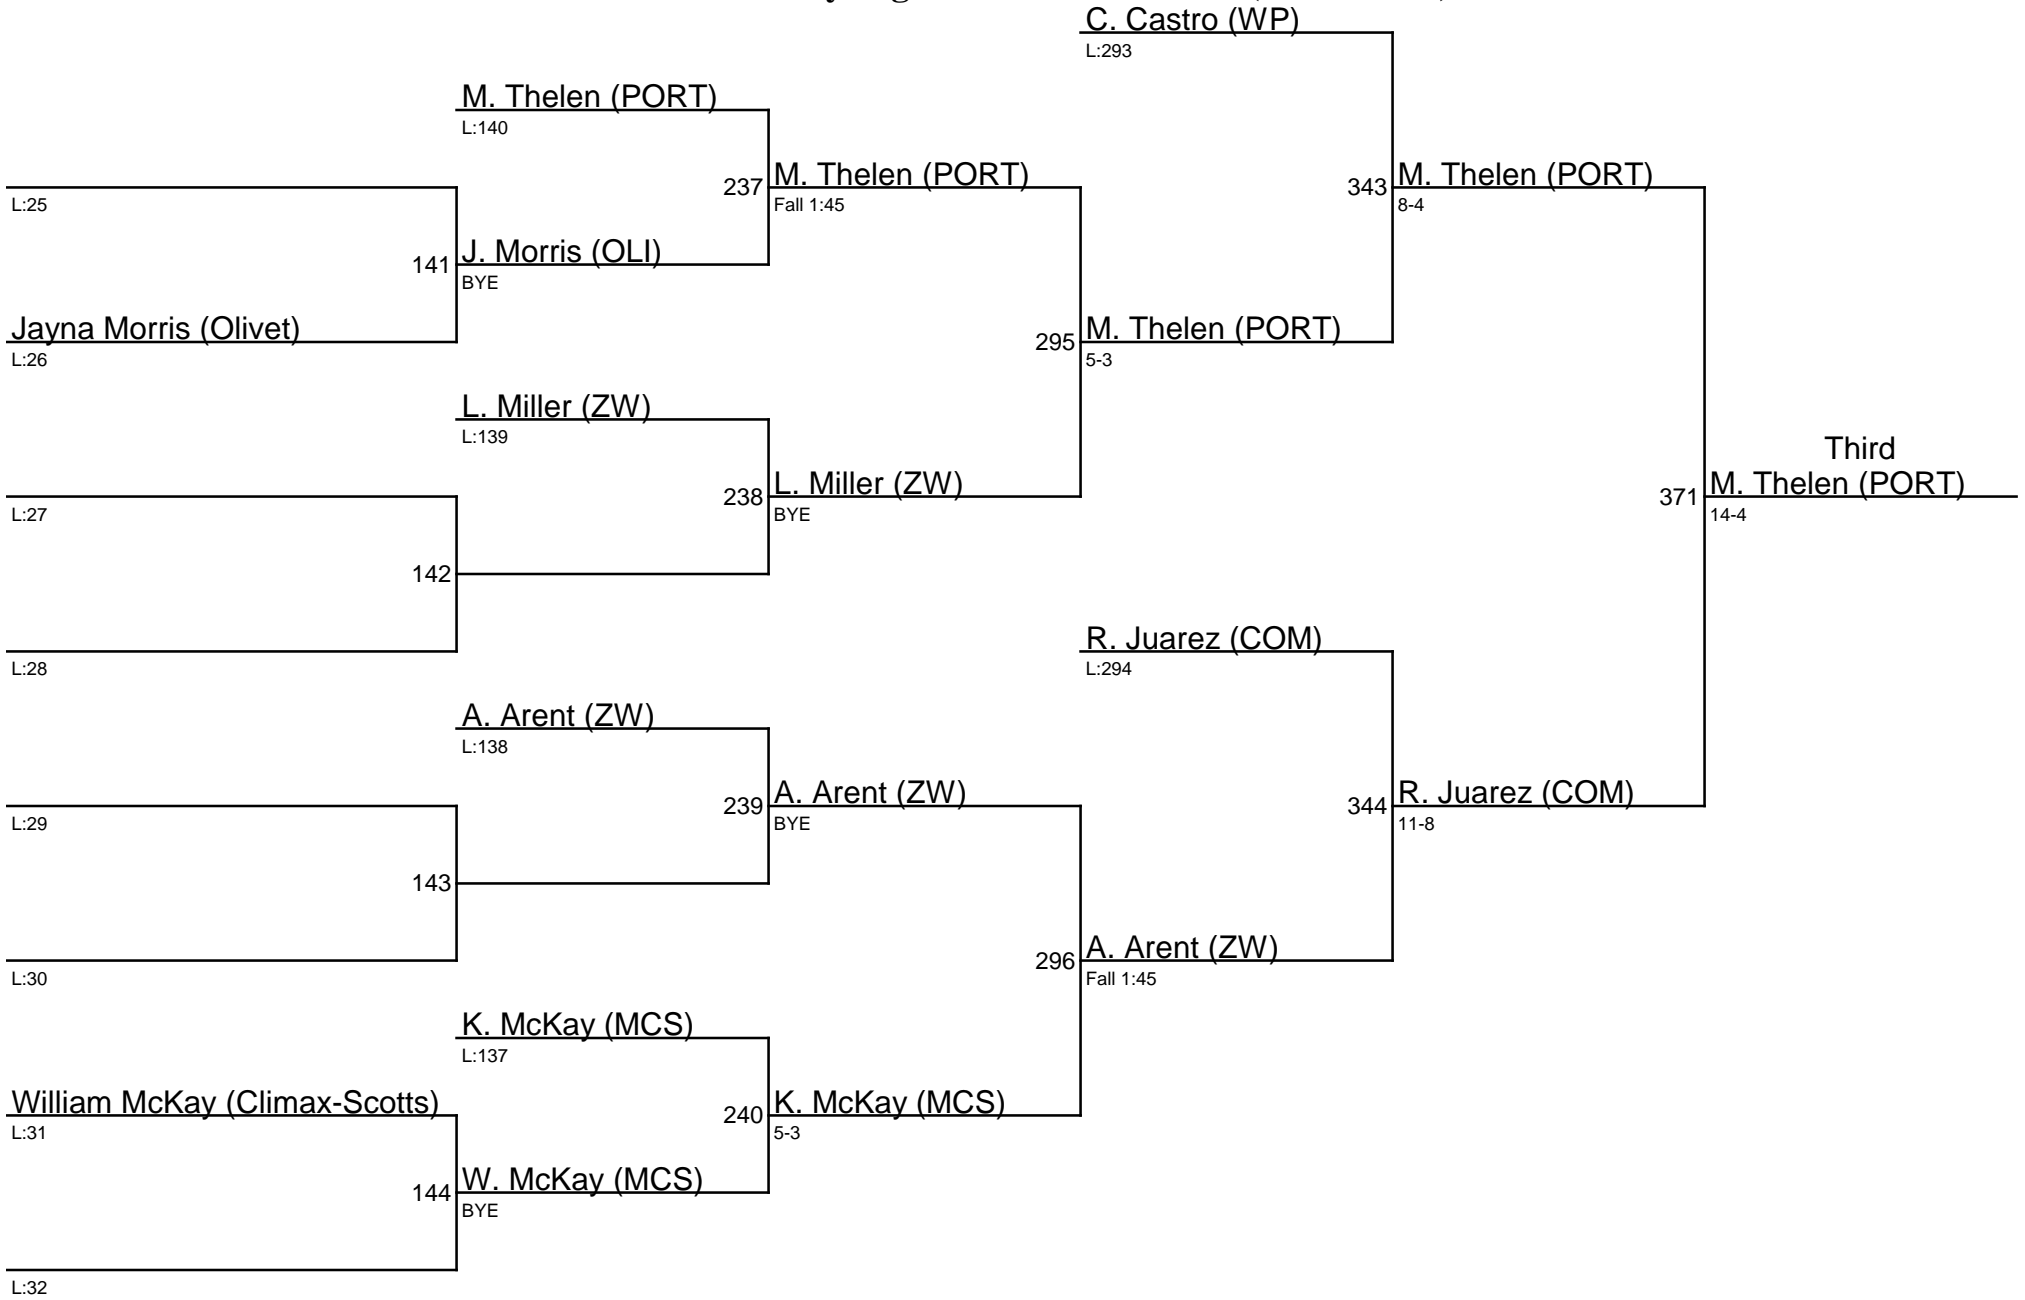 C. Castro (WP)
L:293
M. Thelen (PORT)
L:140
237 M. Thelen (PORT)
Fall 1:45
343 M. Thelen (PORT)
8-4
L:25
141 J. Morris (OLI)
BYE
Jayna Morris (Olivet)
L:26
295 M. Thelen (PORT)
5-3
L. Miller (ZW)
L:139
Third
371 M. Thelen (PORT)
14-4
238 L. Miller (ZW)
BYE
L:27
142
R. Juarez (COM)
L:294
L:28
A. Arent (ZW)
L:138
239 A. Arent (ZW)
BYE
344 R. Juarez (COM)
11-8
L:29
143
296 A. Arent (ZW)
Fall 1:45
L:30
K. McKay (MCS)
L:137
William McKay (Climax-Scotts)
L:31
240 K. McKay (MCS)
5-3
144 W. McKay (MCS)
BYE
L:32